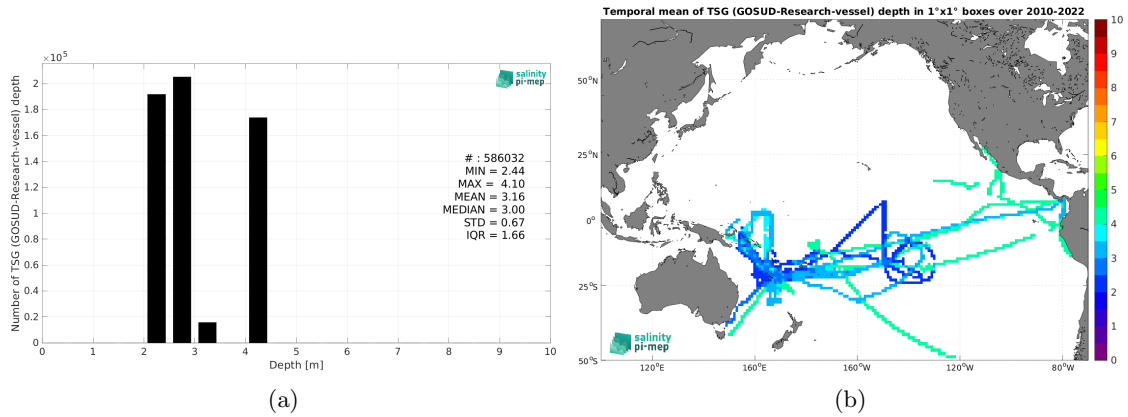 ×10⁵
2
1.8
1.6
1.4
1.2
1
0.8
0.6
0.4
0.2
0
Number of TSG (GOSUD-Research-vessel) depth
0 1 2 3 4 5 6 7 8 9 10
Depth [m]
salinity
pi-mep
# : 586032
MIN = 2.44
MAX = 4.10
MEAN = 3.16
MEDIAN = 3.00
STD = 0.67
IQR = 1.66
(a)
Temporal mean of TSG (GOSUD-Research-vessel) depth in 1°x1° boxes over 2010-2022
50°N
25°N
0°
25°S
50°S
120°E 160°E 160°W 120°W 80°W
salinity
pi-mep
10
9
8
7
6
5
4
3
2
1
0
(b)